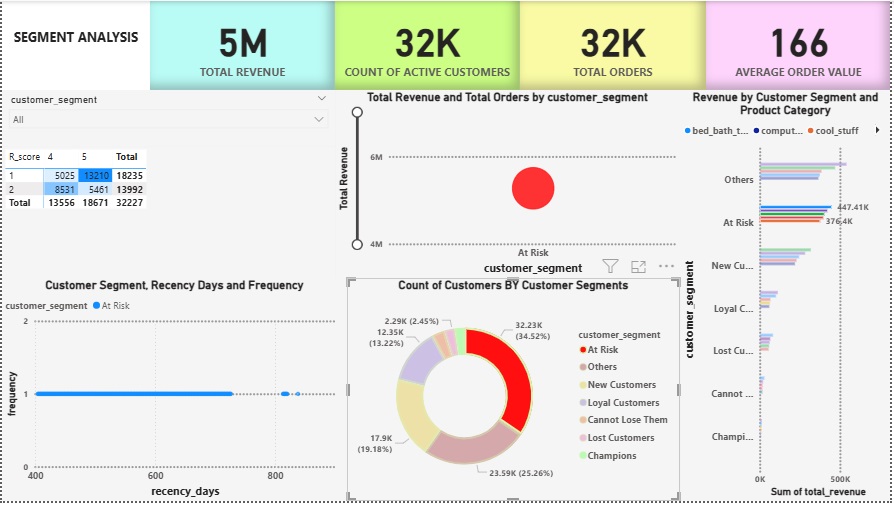 SEGMENT ANALYSIS
5M
TOTAL REVENUE
32K
COUNT OF ACTIVE CUSTOMERS
32K
TOTAL ORDERS
166
AVERAGE ORDER VALUE
customer_segment
All
R_score 4 5 Total
1 5025 13210 18235
2 8531 5461 13992
Total 13556 18671 32227
Total Revenue and Total Orders by customer_segment
Total Revenue
6M
4M
At Risk
customer_segment
Revenue by Customer Segment and
Product Category
bed_bath_t... comput... cool_stuff
customer_segment
Others
At Risk
447.41K
376.4K
New Cu...
Loyal C...
Lost Cu...
Cannot ...
Champi...
0K 500K
Sum of total_revenue
Customer Segment, Recency Days and Frequency
customer_segment At Risk
frequency
2
1
0
400 600 800
recency_days
Count of Customers BY Customer Segments
2.29K (2.45%)
12.35K
(13.22%)
17.9K
(19.18%)
32.23K
(34.52%)
23.59K (25.26%)
customer_segment
At Risk
Others
New Customers
Loyal Customers
Cannot Lose Them
Lost Customers
Champions